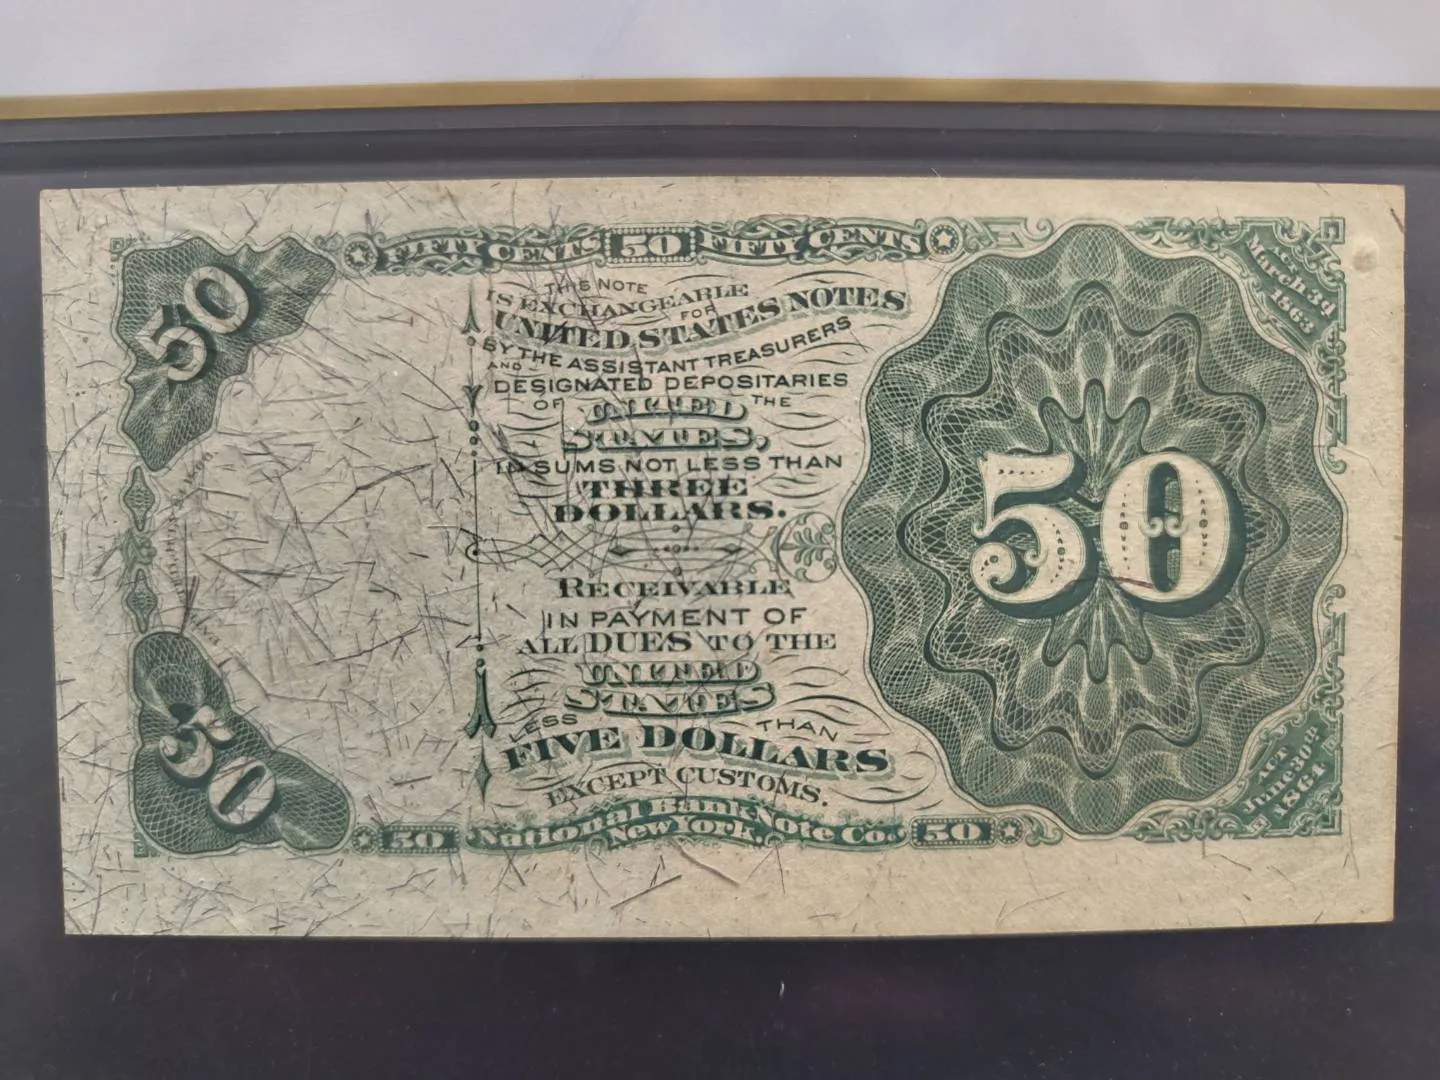 50
FIFTY CENTS 50 FIFTY CENTS
THIS NOTE
IS EXCHANGEABLE
FOR
UNITED STATES NOTES
BY THE ASSISTANT TREASURERS
AND
DESIGNATED DEPOSITARIES
OF THE
UNITED
STATES,
IN SUMS NOT LESS THAN
THREE
DOLLARS.
RECEIVABLE
IN PAYMENT OF
ALL DUES TO THE
UNITED
STATES
LESS THAN
FIVE DOLLARS
EXCEPT CUSTOMS.
50 National Bank Note Co. 50
New York.
50
50
Act
March 3d
1863
ACT
June 30th
1864